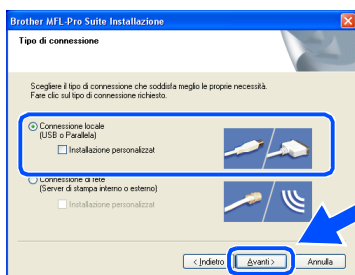 Brother MFL-Pro Suite Installazione
Tipo di connessione
Scegliere il tipo di connessione che soddisfa meglio le proprie necessità.
Fare clic sul tipo di connessione richiesto.
Connessione locale
(USB o Parallela)
Installazione personalizzat
Connessione di rete
(Server di stampa interno o esterno)
Installazione personalizzat
< Indietro
Avanti >
Annulla